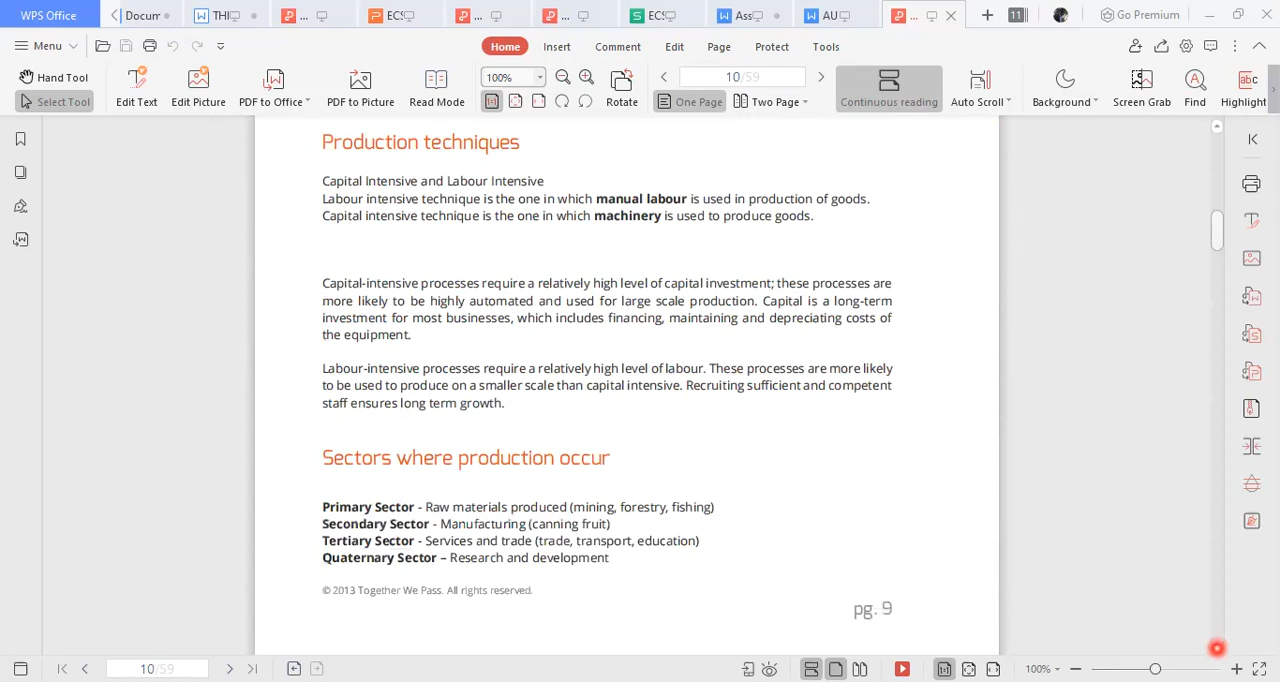 WPS Office
Docum
THI
...
ECS
...
...
ECS
Ass
AU
...
11
Go Premium
Menu
Home
Insert
Comment
Edit
Page
Protect
Tools
Hand Tool
Select Tool
Edit Text
Edit Picture
PDF to Office
PDF to Picture
Read Mode
100%
Rotate
10/59
One Page
Two Page
Continuous reading
Auto Scroll
Background
Screen Grab
Find
Highlight
Production techniques
Capital Intensive and Labour Intensive
Labour intensive technique is the one in which manual labour is used in production of goods.
Capital intensive technique is the one in which machinery is used to produce goods.
Capital-intensive processes require a relatively high level of capital investment; these processes are
more likely to be highly automated and used for large scale production. Capital is a long-term
investment for most businesses, which includes financing, maintaining and depreciating costs of
the equipment.
Labour-intensive processes require a relatively high level of labour. These processes are more likely
to be used to produce on a smaller scale than capital intensive. Recruiting sufficient and competent
staff ensures long term growth.
Sectors where production occur
Primary Sector - Raw materials produced (mining, forestry, fishing)
Secondary Sector - Manufacturing (canning fruit)
Tertiary Sector - Services and trade (trade, transport, education)
Quaternary Sector – Research and development
© 2013 Together We Pass. All rights reserved.
pg. 9
10/59
100%